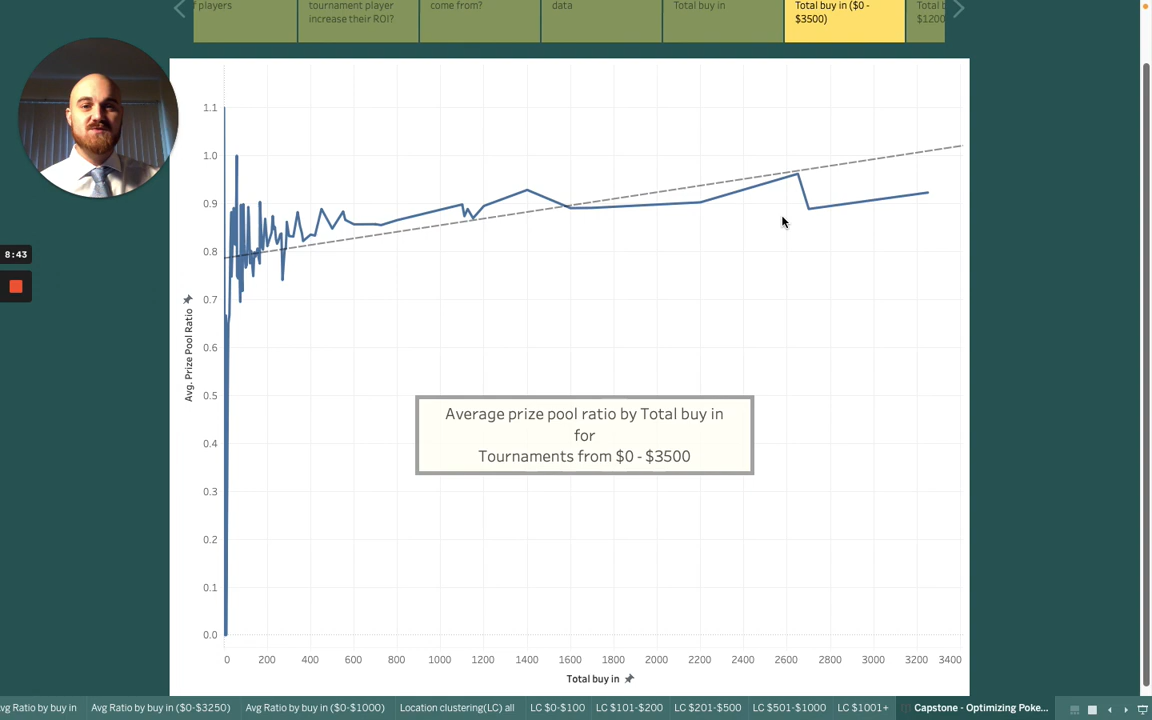 f players
tournament player
increase their ROI?
come from?
data
Total buy in
Total buy in ($0 -
$3500)
Total b
$1200
8:43
1.1
1.0
0.9
0.8
0.7
0.6
0.5
0.4
0.3
0.2
0.1
0.0
Avg. Prize Pool Ratio
Average prize pool ratio by Total buy in
for
Tournaments from $0 - $3500
0 200 400 600 800 1000 1200 1400 1600 1800 2000 2200 2400 2600 2800 3000 3200 3400
Total buy in
vg Ratio by buy in
Avg Ratio by buy in ($0-$3250)
Avg Ratio by buy in ($0-$1000)
Location clustering(LC) all
LC $0-$100
LC $101-$200
LC $201-$500
LC $501-$1000
LC $1001+
Capstone - Optimizing Poke...